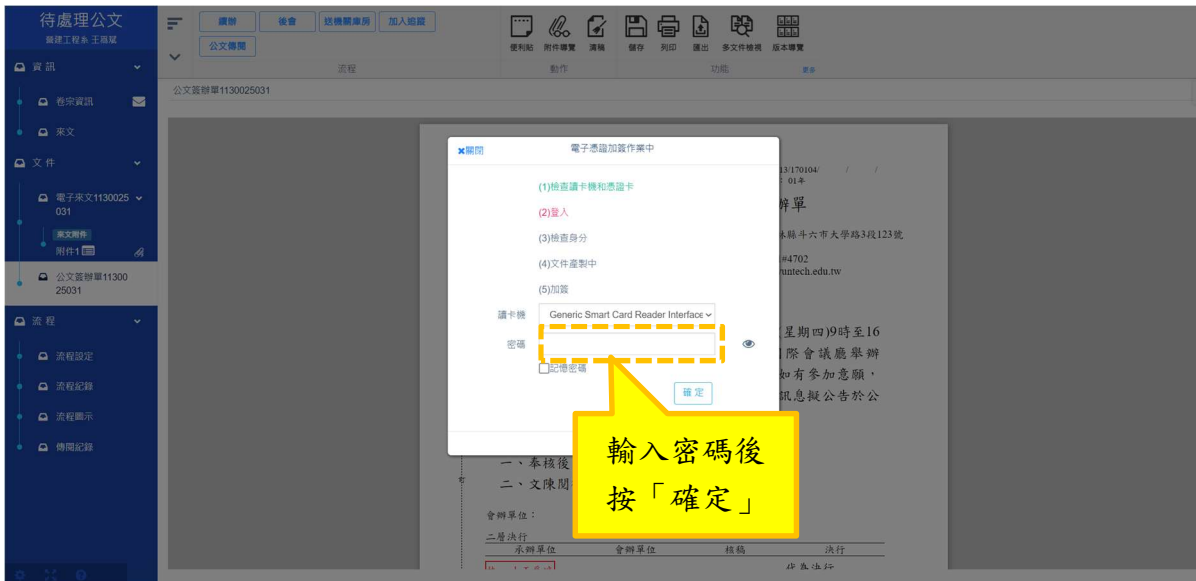 待處理公文
營建工程系 王
資訊
卷宗資訊
來文
文件
電子來文1130025
031
來文附件
附件1
公文簽辦單11300
25031
流程
流程設定
流程紀錄
流程圖示
傳閱紀錄
續辦 後會 送機關庫房 加入追蹤
公文傳閱
流程
便利貼 附件導覽 清稿
動作
儲存 列印 匯出 多文件檢視 版本導覽
功能 更多
公文簽辦單1130025031
關閉 電子憑證加簽作業中
(1)檢查讀卡機和憑證卡
(2)登入
(3)檢查身分
(4)文件產製中
(5)加簽
讀卡機 Generic Smart Card Reader Interface
密碼
記憶密碼
確定
輸入密碼後
按「確定」
13/170104/ / /
01年
辦單
林縣斗六市大學路3段123號
#4702
untech.edu.tw
星期四)9時至16
際會議廳舉辦
如有參加意願，
訊息擬公告於公
一、奉核後
二、文陳閱
會辦單位：
二層決行
承辦單位 會辦單位 核稿 決行
代為決行